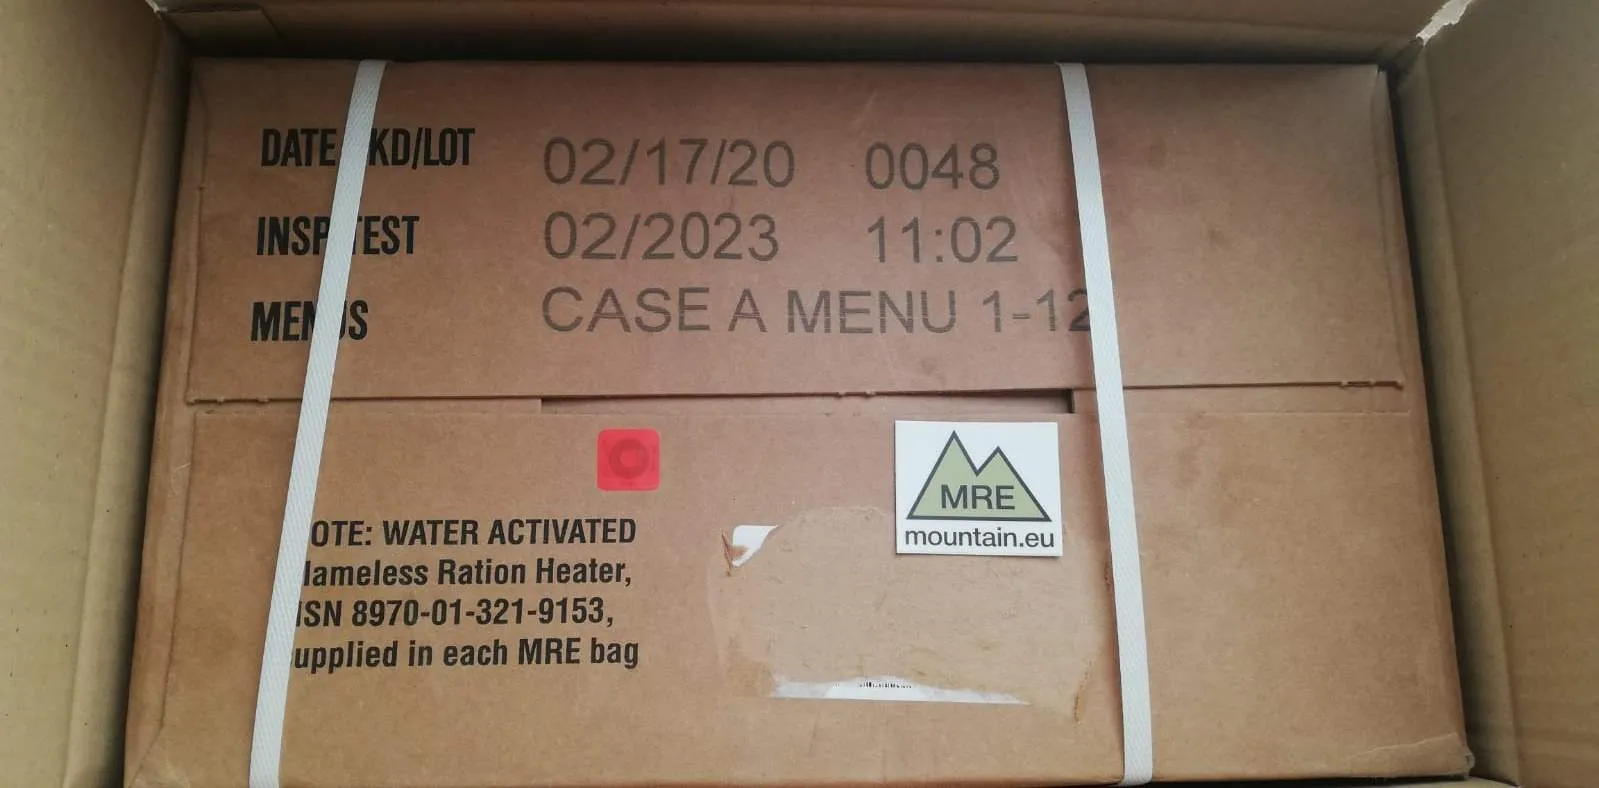 DATE KD/LOT 02/17/20 0048
INSP TEST 02/2023 11:02
MENUS CASE A MENU 1-12
OTE: WATER ACTIVATED
lameless Ration Heater,
SN 8970-01-321-9153,
upplied in each MRE bag
MRE
mountain.eu